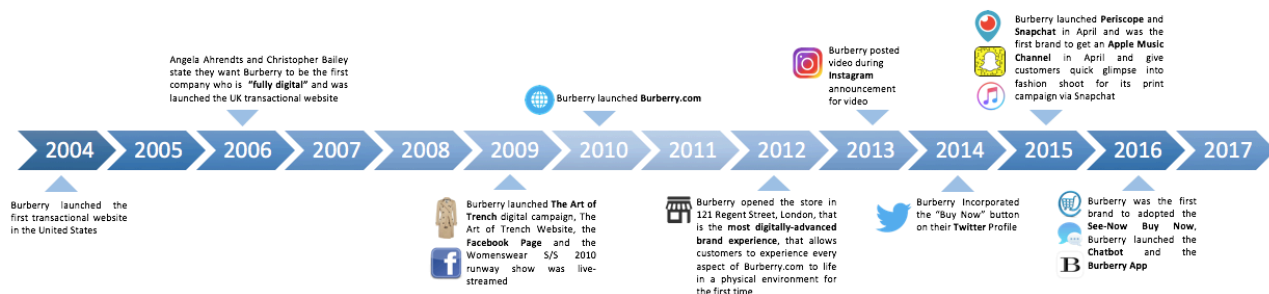 Angela Ahrendts and Christopher Bailey
state they want Burberry to be the first
company who is “fully digital” and was
launched the UK transactional website
Burberry launched Burberry.com
Burberry posted
video during
Instagram
announcement
for video
Burberry launched Periscope and
Snapchat in April and was the
first brand to get an Apple Music
Channel in April and give
customers quick glimpse into
fashion shoot for its print
campaign via Snapchat
2004 2005 2006 2007 2008 2009 2010 2011 2012 2013 2014 2015 2016 2017
Burberry launched the
first transactional website
in the United States
Burberry launched The Art of
Trench digital campaign, The
Art of Trench Website, the
Facebook Page and the
Womenswear S/S 2010
runway show was live-
streamed
Burberry opened the store in
121 Regent Street, London, that
is the most digitally-advanced
brand experience, that allows
customers to experience every
aspect of Burberry.com to life
in a physical environment for
the first time
Burberry Incorporated
the “Buy Now” button
on their Twitter Profile
B
Burberry was the first
brand to adopted the
See-Now Buy Now,
Burberry launched the
Chatbot and the
Burberry App